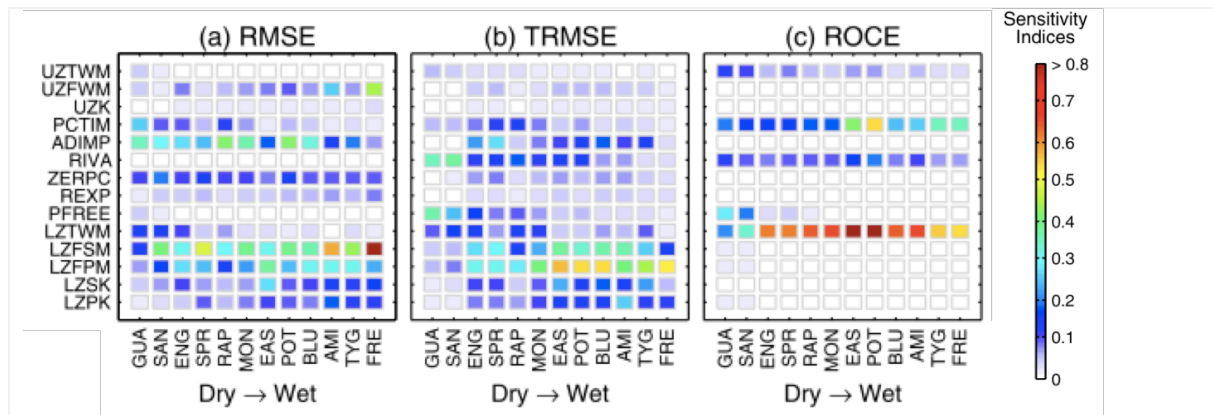 (a) RMSE (b) TRMSE (c) ROCE
Sensitivity
Indices
UZTWM
UZFWM
UZK
PCTIM
ADIMP
RIVA
ZERPC
REXP
PFREE
LZTWM
LZFSM
LZFPM
LZSK
LZPK
> 0.8
0.7
0.6
0.5
0.4
0.3
0.2
0.1
0
GUA SAN ENG SPR RAP MON EAS POT BLU AMI TYG FRE
GUA SAN ENG SPR RAP MON EAS POT BLU AMI TYG FRE
GUA SAN ENG SPR RAP MON EAS POT BLU AMI TYG FRE
Dry → Wet
Dry → Wet
Dry → Wet